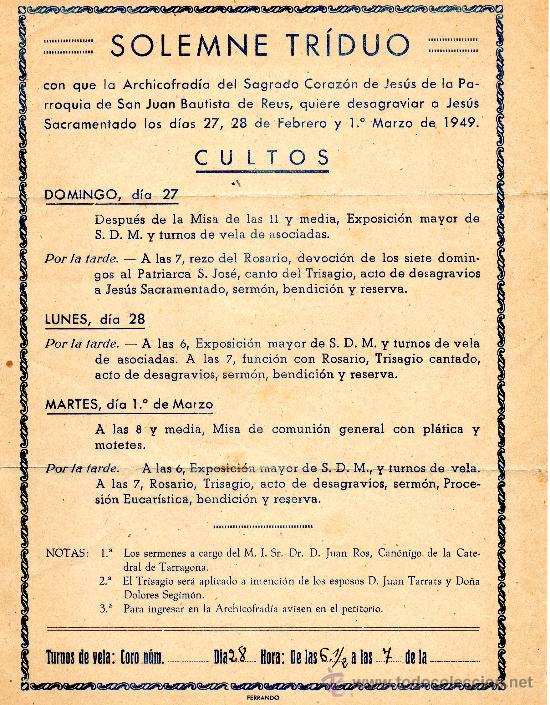 SOLEMNE TRÍDUO
con que la Archicofradía del Sagrado Corazón de Jesús de la Pa-
rroquia de San Juan Bautista de Reus, quiere desagraviar a Jesús
Sacramentado los días 27, 28 de Febrero y 1.º Marzo de 1949.
CULTOS
DOMINGO, día 27
Después de la Misa de las 11 y media, Exposición mayor de
S. D. M. y turnos de vela de asociadas.
Por la tarde. — A las 7, rezo del Rosario, devoción de los siete domin-
gos al Patriarca S. José, canto del Trisagio, acto de desagravios
a Jesús Sacramentado, sermón, bendición y reserva.
LUNES, día 28
Por la tarde. — A las 6, Exposición mayor de S. D. M. y turnos de vela
de asociadas. A las 7, función con Rosario, Trisagio cantado,
acto de desagravios, sermón, bendición y reserva.
MARTES, día 1.º de Marzo
A las 8 y media, Misa de comunión general con plática y
motetes.
Por la tarde. — A las 6, Exposición mayor de S. D. M., y turnos de vela.
A las 7, Rosario, Trisagio, acto de desagravios, sermón, Proce-
sión Eucarística, bendición y reserva.
NOTAS: 1.ª Los sermones a cargo del M. I. Sr. Dr. D. Juan Ros, Canónigo de la Cate-
dral de Tarragona.
2.ª El Trisagio será aplicado a intención de los esposos D. Juan Tarrats y Doña
Dolores Segimón.
3.ª Para ingresar en la Archicofradía avisen en el petitorio.
Turnos de vela: Coro núm. ............ Día 28 Hora: De las 6 1/2 a las 7 de la ............
FERRANDO
todocoleccion.net